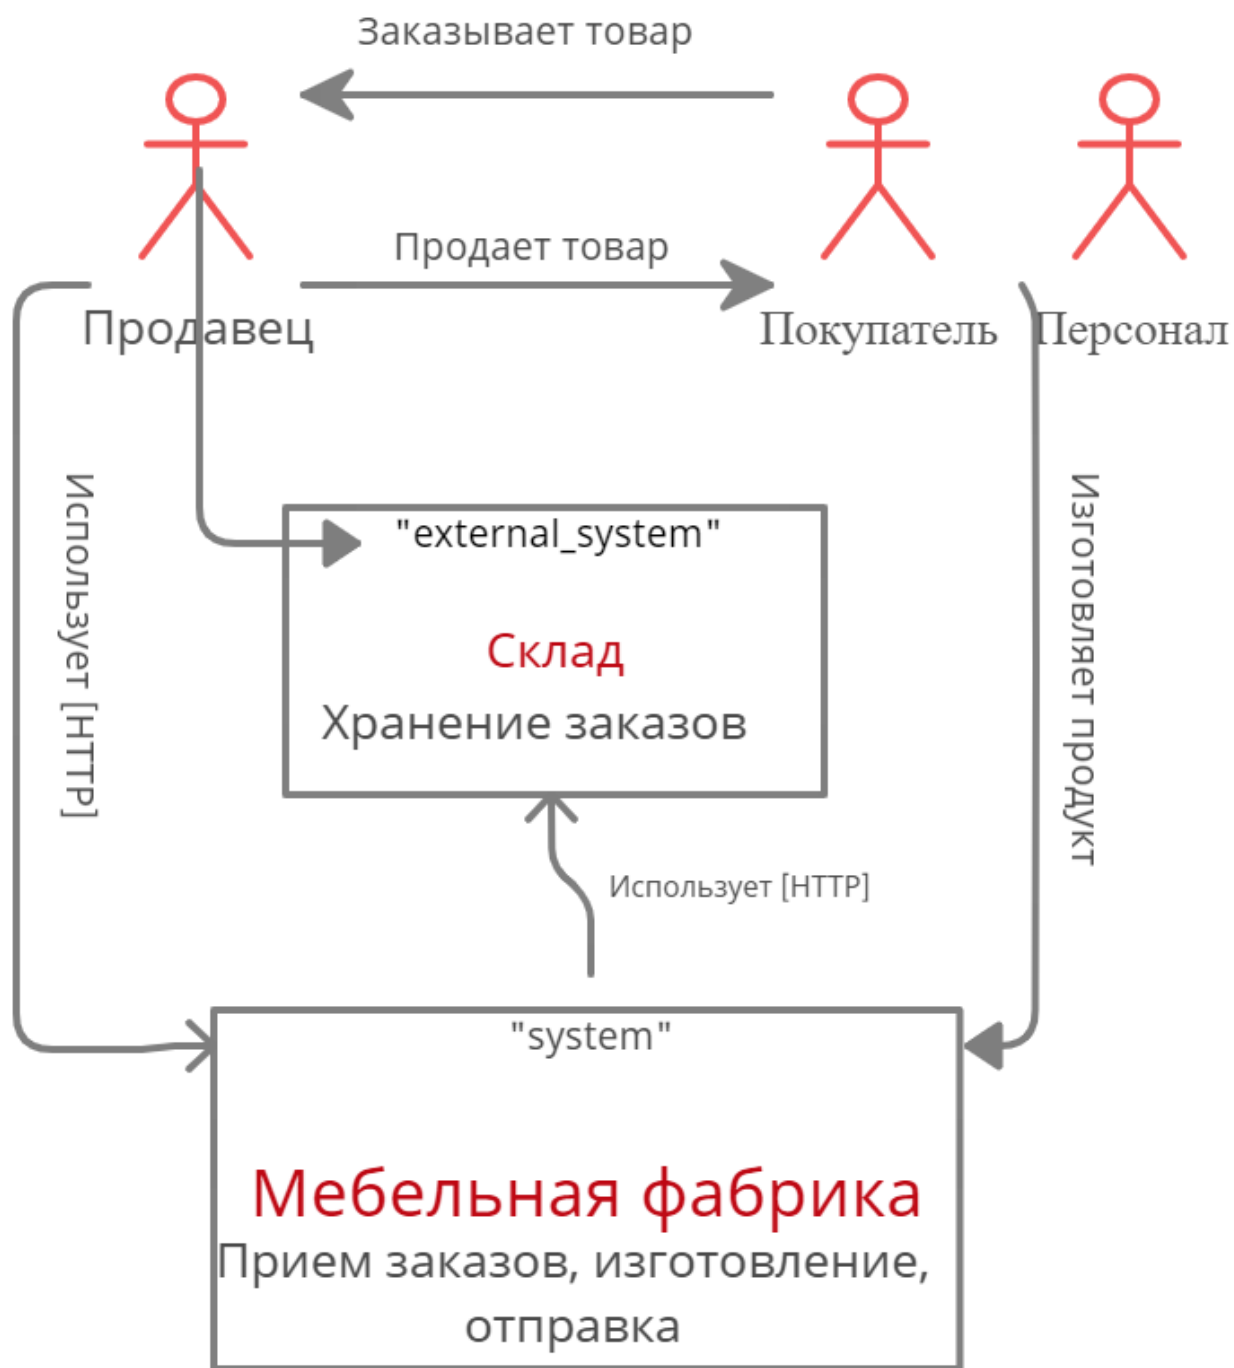 Заказывает товар
Продает товар
Продавец
Покупатель
Персонал
Использует [HTTP]
"external_system"
Склад
Хранение заказов
Изготовляет продукт
Использует [HTTP]
"system"
Мебельная фабрика
Прием заказов, изготовление,
отправка